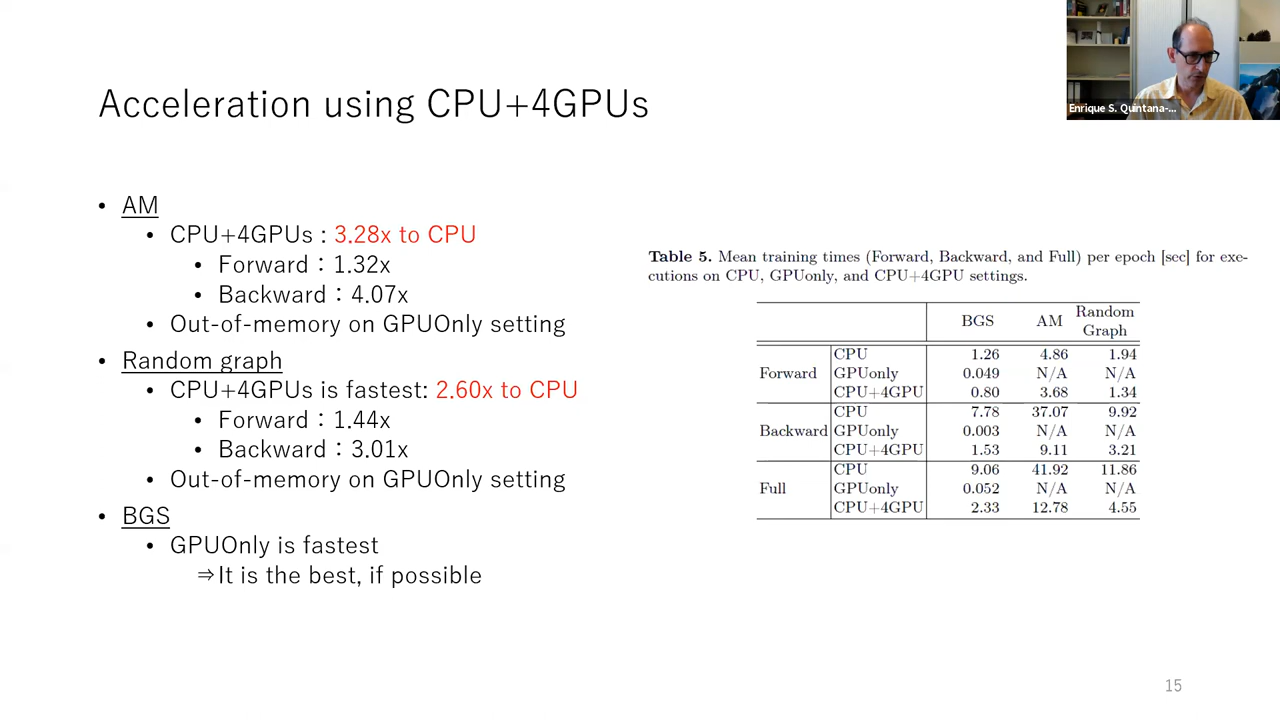 Enrique S. Quintana-...
Acceleration using CPU+4GPUs
• AM
• CPU+4GPUs : 3.28x to CPU
• Forward：1.32x
• Backward：4.07x
• Out-of-memory on GPUOnly setting
• Random graph
• CPU+4GPUs is fastest: 2.60x to CPU
• Forward：1.44x
• Backward：3.01x
• Out-of-memory on GPUOnly setting
• BGS
• GPUOnly is fastest
⇒It is the best, if possible
Table 5. Mean training times (Forward, Backward, and Full) per epoch [sec] for exe-
cutions on CPU, GPUonly, and CPU+4GPU settings.
BGS AM Random Graph
Forward CPU 1.26 4.86 1.94
GPUonly 0.049 N/A N/A
CPU+4GPU 0.80 3.68 1.34
Backward CPU 7.78 37.07 9.92
GPUonly 0.003 N/A N/A
CPU+4GPU 1.53 9.11 3.21
Full CPU 9.06 41.92 11.86
GPUonly 0.052 N/A N/A
CPU+4GPU 2.33 12.78 4.55
15